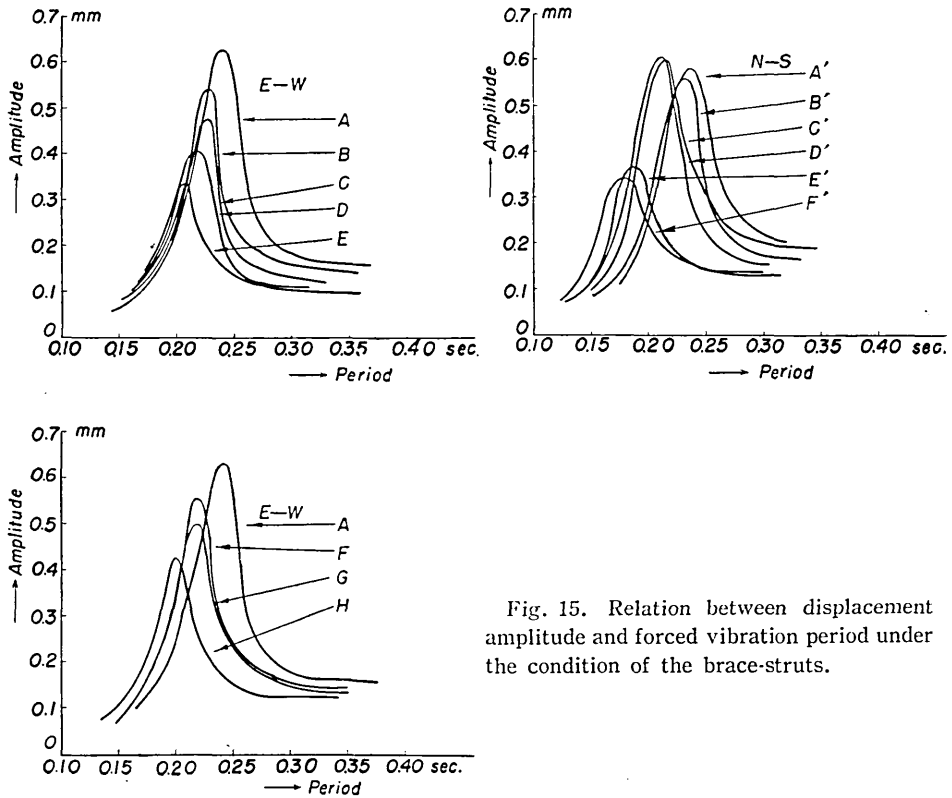 0.7 mm
0.6
0.5
0.4
0.3
0.2
0.1
0
Amplitude
E–W
A
B
C
D
E
0.10 0.15 0.20 0.25 0.30 0.35 0.40 sec.
Period
0.7 mm
0.6
0.5
0.4
0.3
0.2
0.1
0
Amplitude
N–S
A′
B′
C′
D′
E′
F′
0.10 0.15 0.20 0.25 0.30 0.35 0.40 sec.
Period
0.7 mm
0.6
0.5
0.4
0.3
0.2
0.1
0
Amplitude
E–W
A
F
G
H
0.10 0.15 0.20 0.25 0.30 0.35 0.40 sec.
Period
Fig. 15. Relation between displacement
amplitude and forced vibration period under
the condition of the brace-struts.